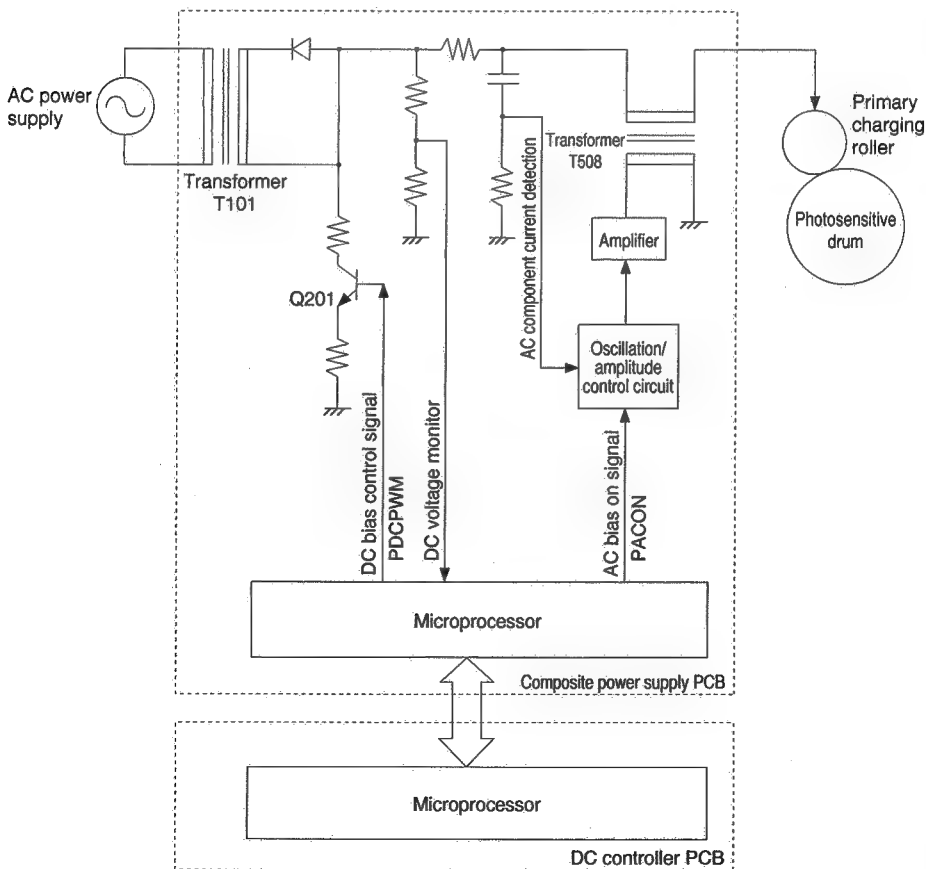 AC power
supply
Transformer
T101
Q201
DC bias control signal
PDCPWM
DC voltage monitor
AC component current detection
Transformer
T508
Amplifier
Oscillation/
amplitude
control circuit
AC bias on signal
PACON
Primary
charging
roller
Photosensitive
drum
Microprocessor
Composite power supply PCB
Microprocessor
DC controller PCB